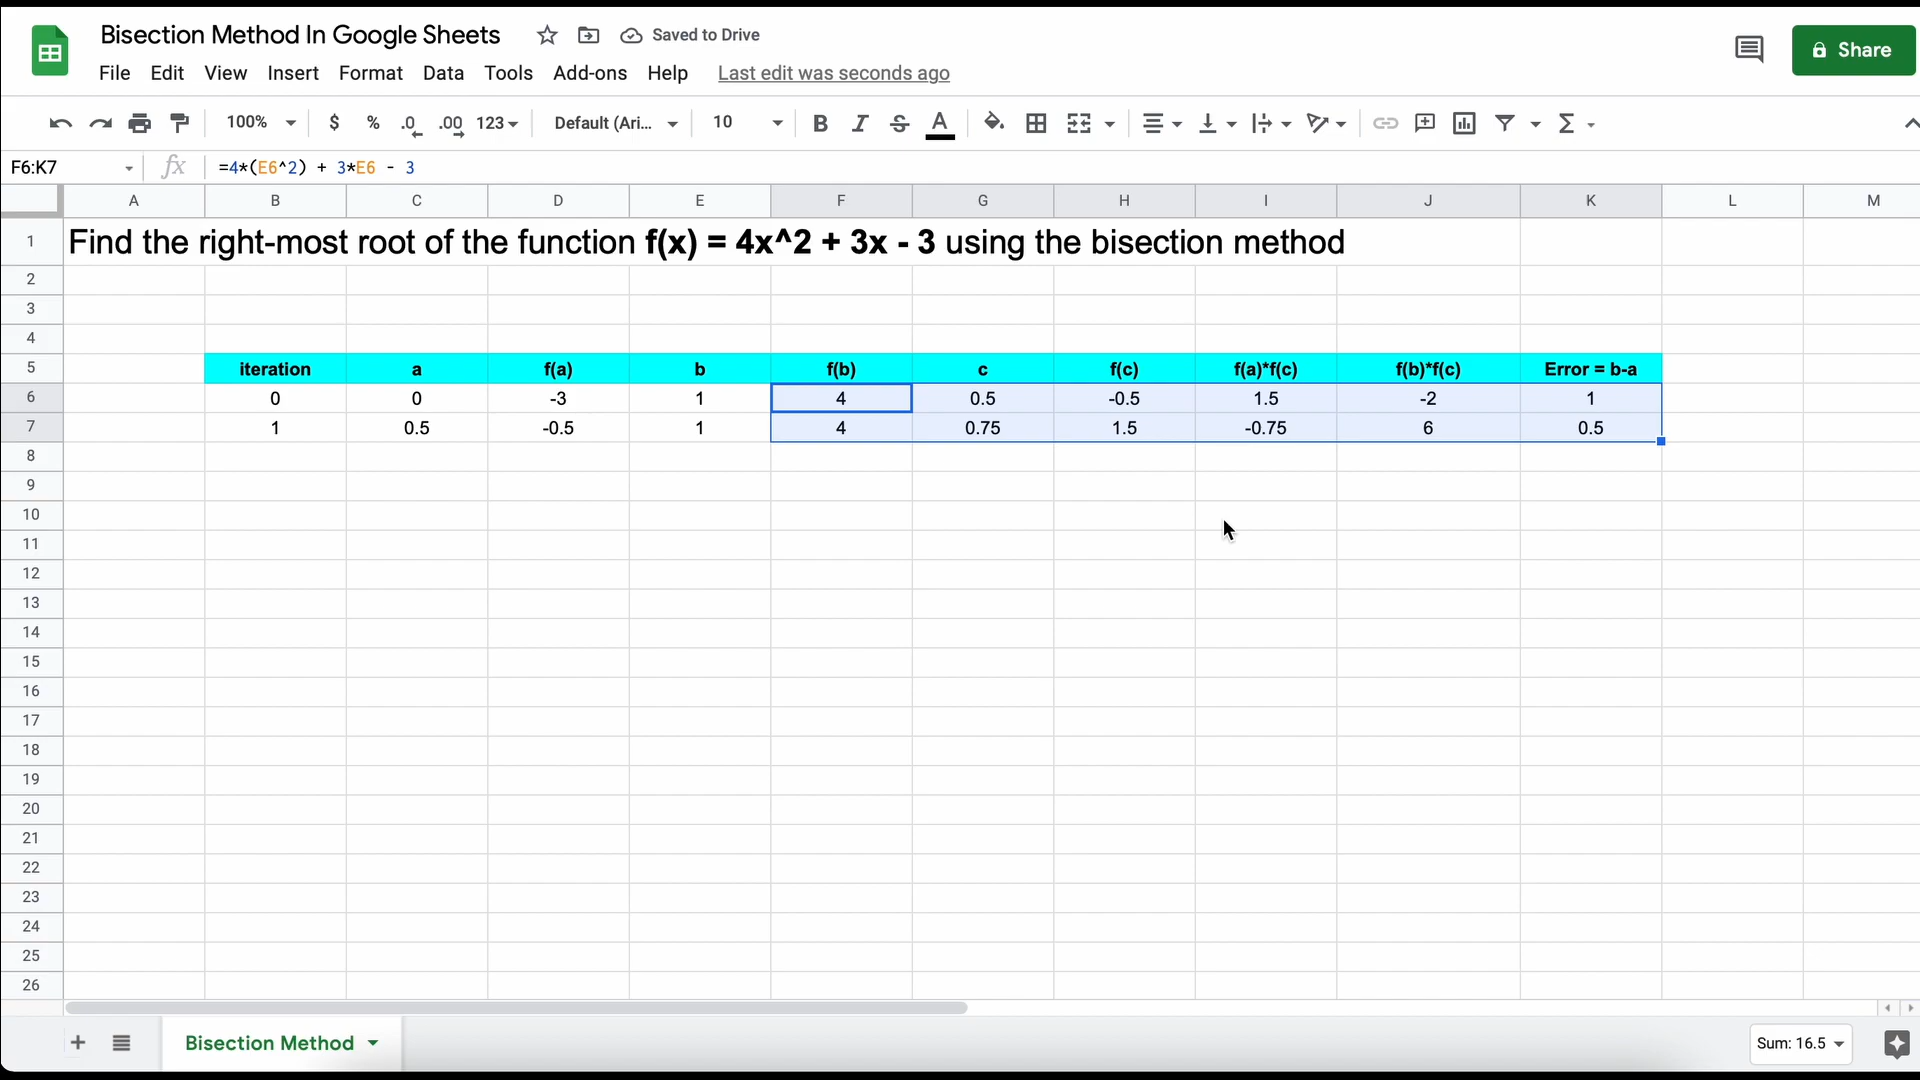 Bisection Method In Google Sheets Saved to Drive
Share
File Edit View Insert Format Data Tools Add-ons Help Last edit was seconds ago
100% $ % .0 .00 123 Default (Ari... 10 B I S A Σ
F6:K7 fx =4*(E6^2) + 3*E6 - 3
A B C D E F G H I J K L M
1 Find the right-most root of the function f(x) = 4x^2 + 3x - 3 using the bisection method
2
3
4
5 iteration a f(a) b f(b) c f(c) f(a)*f(c) f(b)*f(c) Error = b-a
6 0 0 -3 1 4 0.5 -0.5 1.5 -2 1
7 1 0.5 -0.5 1 4 0.75 1.5 -0.75 6 0.5
8
9
10
11
12
13
14
15
16
17
18
19
20
21
22
23
24
25
26
+ Bisection Method Sum: 16.5